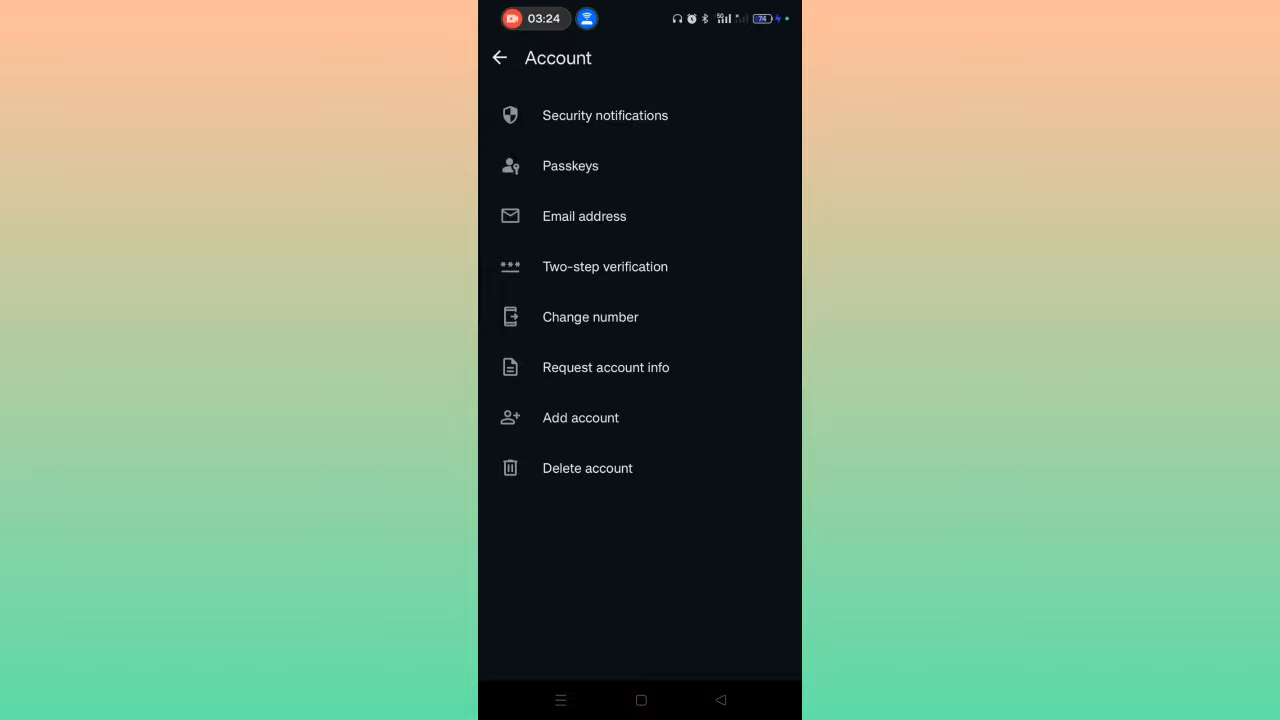 03:24
74
Account
Security notifications
Passkeys
Email address
Two-step verification
Change number
Request account info
Add account
Delete account